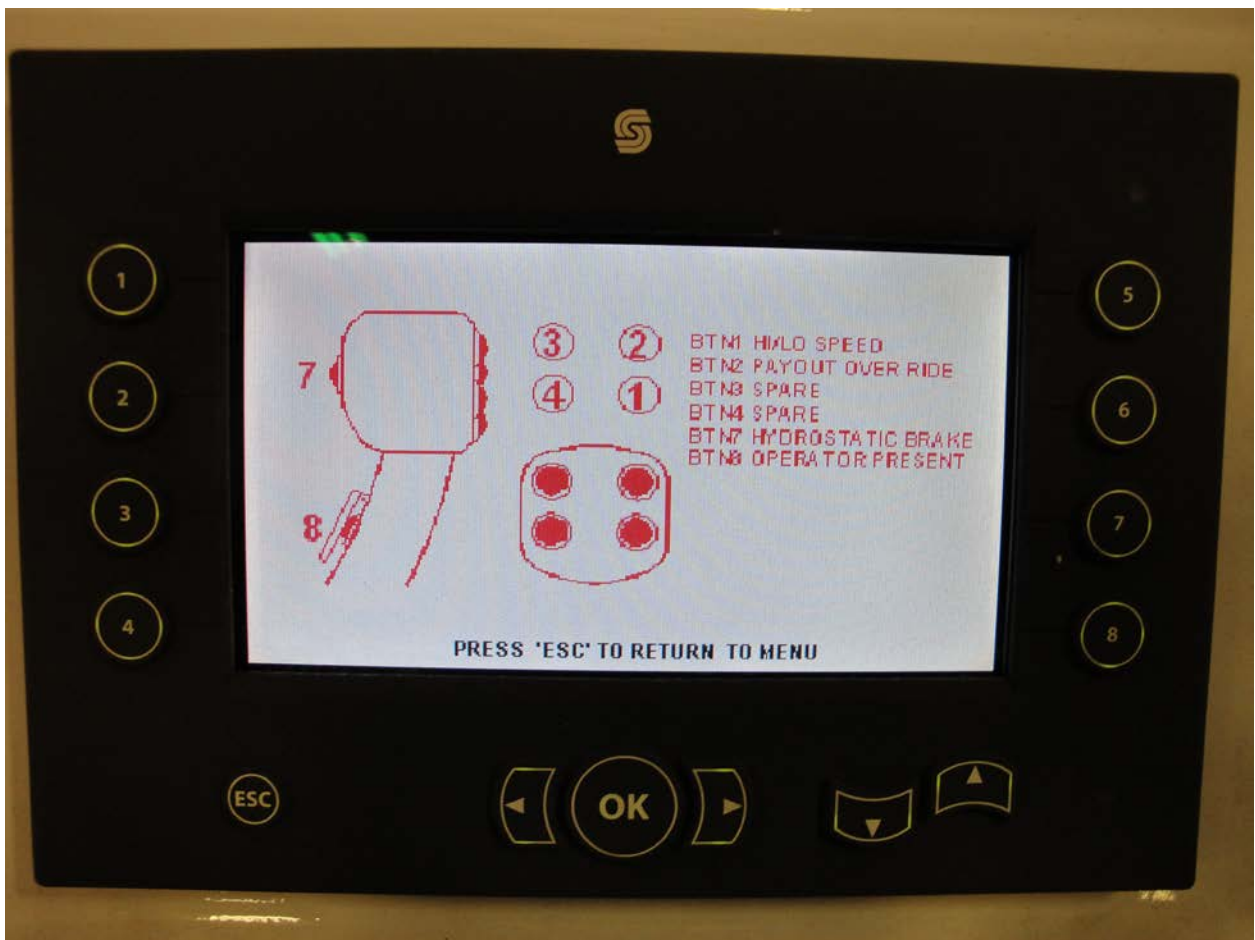 1
2
3
4
5
6
7
8
7
8
3 2
4 1
BTN1 HI/LO SPEED
BTN2 PAYOUT OVER RIDE
BTN3 SPARE
BTN4 SPARE
BTN7 HYDROSTATIC BRAKE
BTN8 OPERATOR PRESENT
PRESS 'ESC' TO RETURN TO MENU
ESC
OK